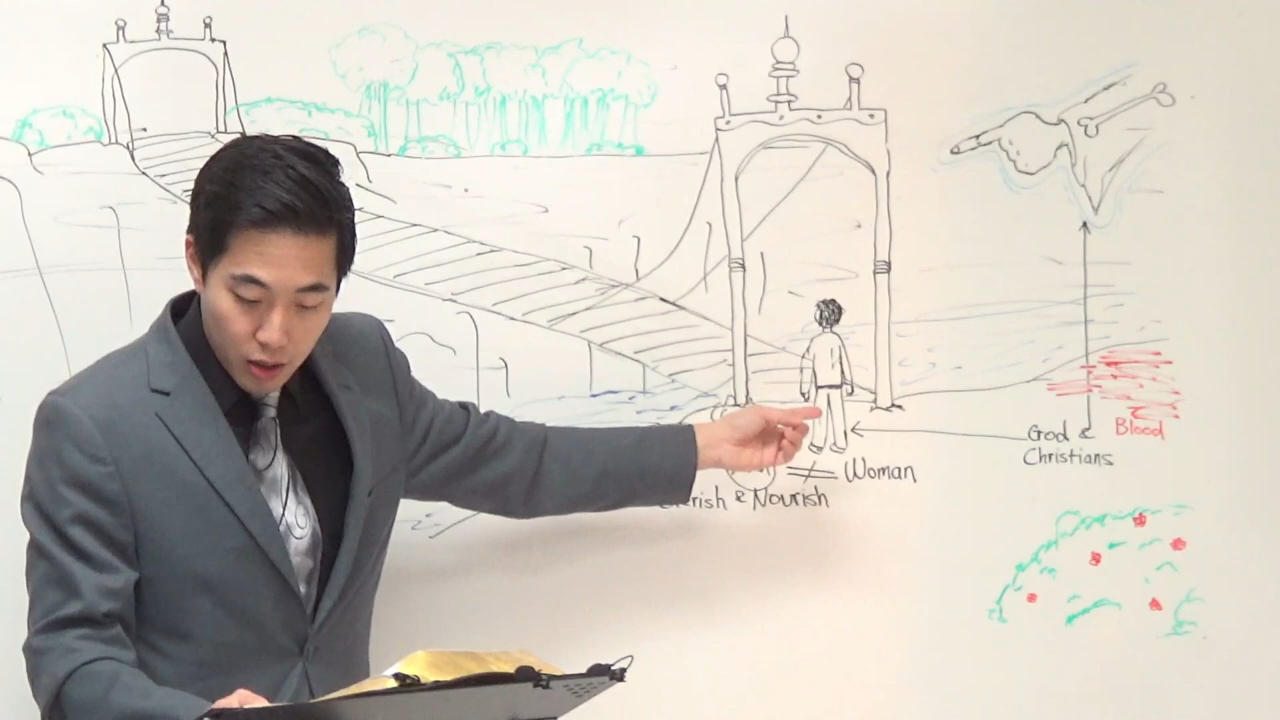 God &
Christians
Blood
≠ Woman
& Nourish